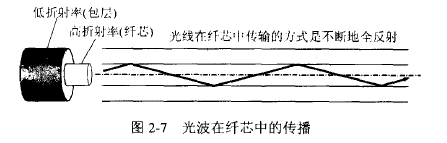 低折射率(包层)
高折射率(纤芯)
光线在纤芯中传输的方式是不断地全反射
图 2-7 光波在纤芯中的传播